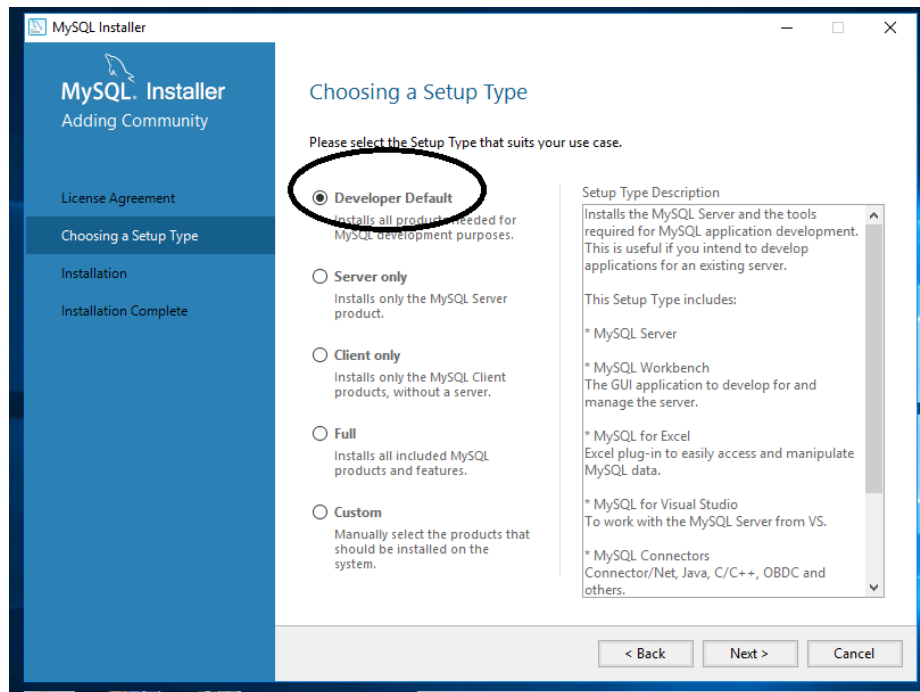 MySQL Installer
MySQL. Installer
Adding Community
License Agreement
Choosing a Setup Type
Installation
Installation Complete
Choosing a Setup Type
Please select the Setup Type that suits your use case.
Developer Default
Installs all products needed for
MySQL development purposes.
Server only
Installs only the MySQL Server
product.
Client only
Installs only the MySQL Client
products, without a server.
Full
Installs all included MySQL
products and features.
Custom
Manually select the products that
should be installed on the
system.
Setup Type Description
Installs the MySQL Server and the tools
required for MySQL application development.
This is useful if you intend to develop
applications for an existing server.
This Setup Type includes:
* MySQL Server
* MySQL Workbench
The GUI application to develop for and
manage the server.
* MySQL for Excel
Excel plug-in to easily access and manipulate
MySQL data.
* MySQL for Visual Studio
To work with the MySQL Server from VS.
* MySQL Connectors
Connector/Net, Java, C/C++, OBDC and
others.
< Back
Next >
Cancel